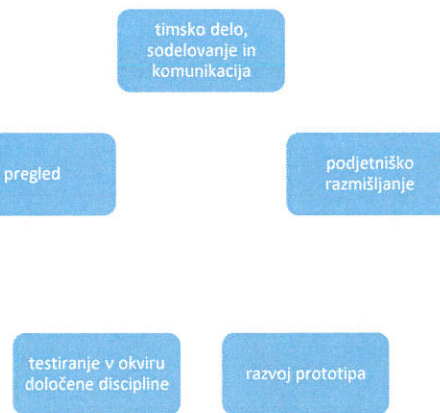 timsko delo,
sodelovanje in
komunikacija
pregled
podjetniško
razmišljanje
testiranje v okviru
določene discipline
razvoj prototipa